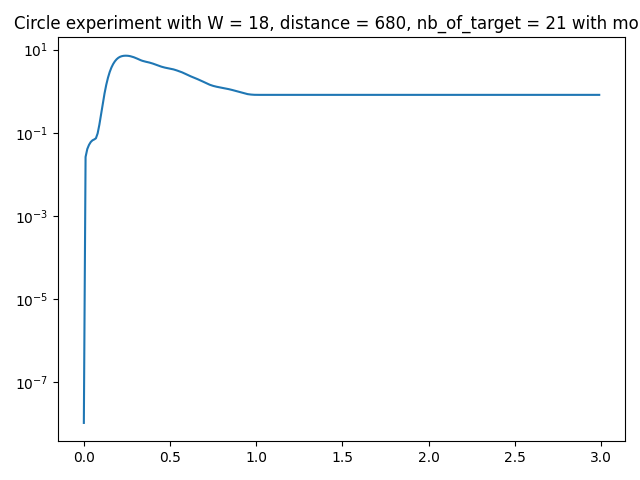 Circle experiment with W = 18, distance = 680, nb_of_target = 21 with mo
10¹
10⁻¹
10⁻³
10⁻⁵
10⁻⁷
0.0 0.5 1.0 1.5 2.0 2.5 3.0